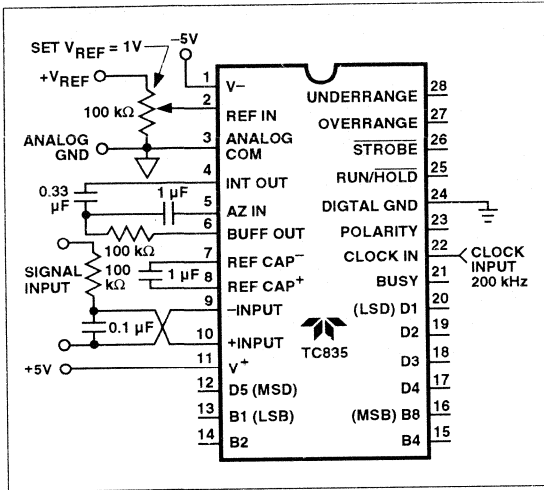 SET VREF = 1V
–5V
+VREF
100 kΩ
ANALOG
GND
0.33
µF
1 µF
100 kΩ
SIGNAL
INPUT
100
kΩ
1 µF
0.1 µF
+5V
1 V–
2 REF IN
3 ANALOG
COM
4 INT OUT
5 AZ IN
6 BUFF OUT
7 REF CAP–
8 REF CAP+
9 –INPUT
10 +INPUT
11 V+
12 D5 (MSD)
13 B1 (LSB)
14 B2
TC835
UNDERRANGE 28
OVERRANGE 27
STROBE 26
RUN/HOLD 25
DIGTAL GND 24
POLARITY 23
CLOCK IN 22
CLOCK
INPUT
200 kHz
BUSY 21
(LSD) D1 20
D2 19
D3 18
D4 17
(MSB) B8 16
B4 15